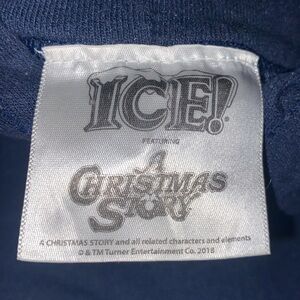 ICE!
FEATURING
A
CHRISTMAS
STORY
A CHRISTMAS STORY and all related characters and elements
© & TM Turner Entertainment Co. 2018